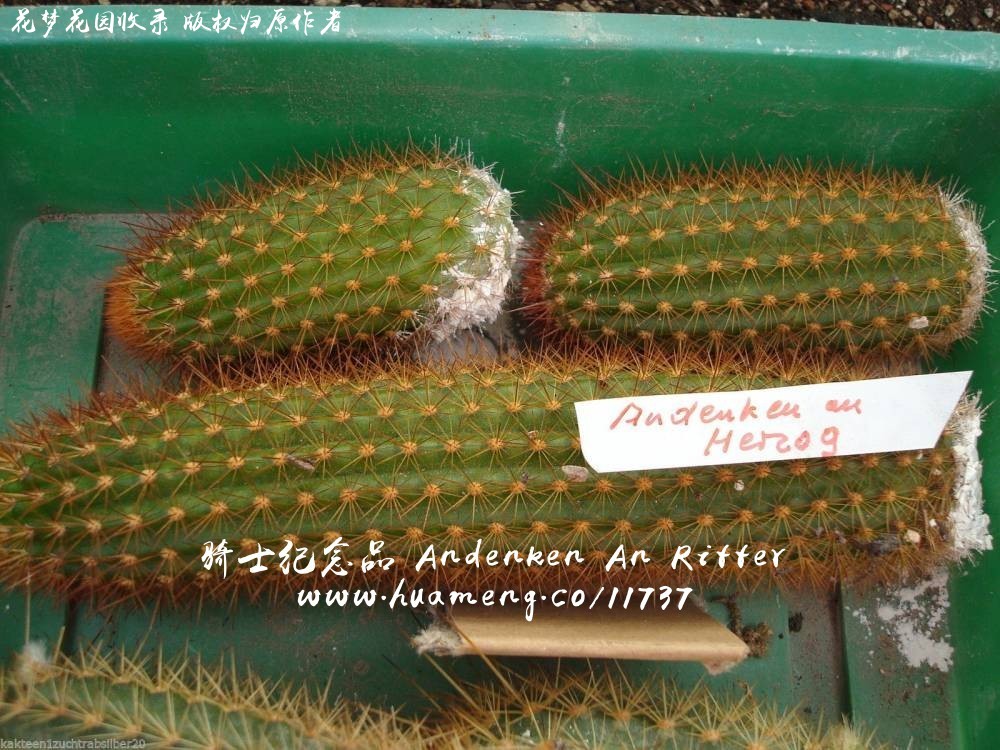 花梦花园收录 版权归原作者
Andenken an
Herzog
骑士纪念品 Andenken An Ritter
www.huameng.co/11737
kakteen1zuchtrabsilber20